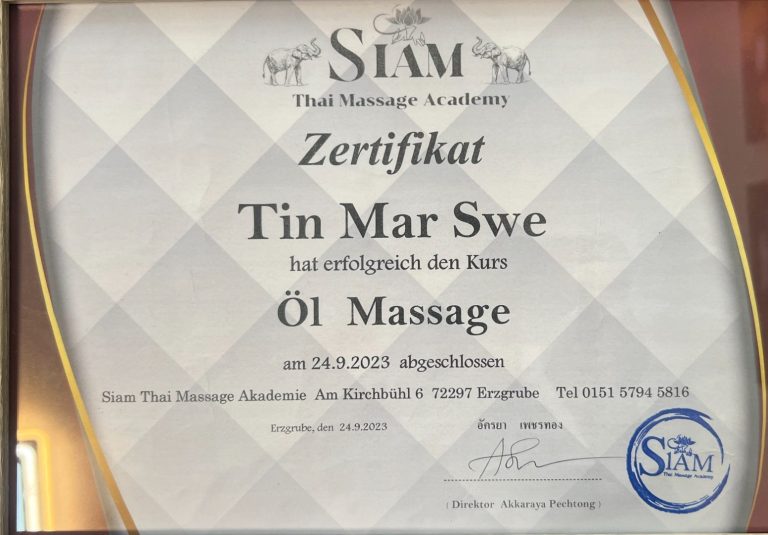 SIAM
Thai Massage Academy
Zertifikat
Tin Mar Swe
hat erfolgreich den Kurs
Öl Massage
am 24.9.2023 abgeschlossen
Siam Thai Massage Akademie Am Kirchbühl 6 72297 Erzgrube Tel 0151 5794 5816
Erzgrube, den 24.9.2023
อัครยา เพชรทอง
( Direktor Akkaraya Pechtong )
SIAM
Thai Massage Academy